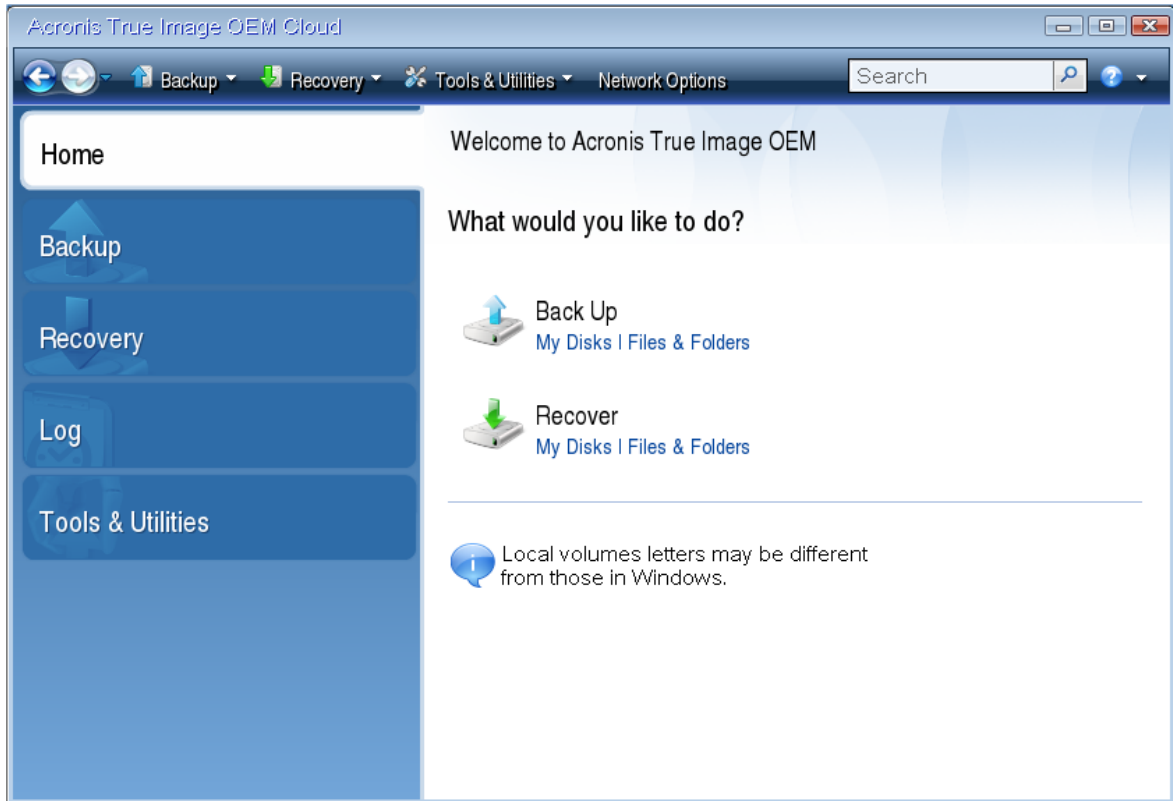 Acronis True Image OEM Cloud
Backup Recovery Tools & Utilities Network Options Search
Home
Backup
Recovery
Log
Tools & Utilities
Welcome to Acronis True Image OEM
What would you like to do?
Back Up
My Disks | Files & Folders
Recover
My Disks | Files & Folders
Local volumes letters may be different
from those in Windows.